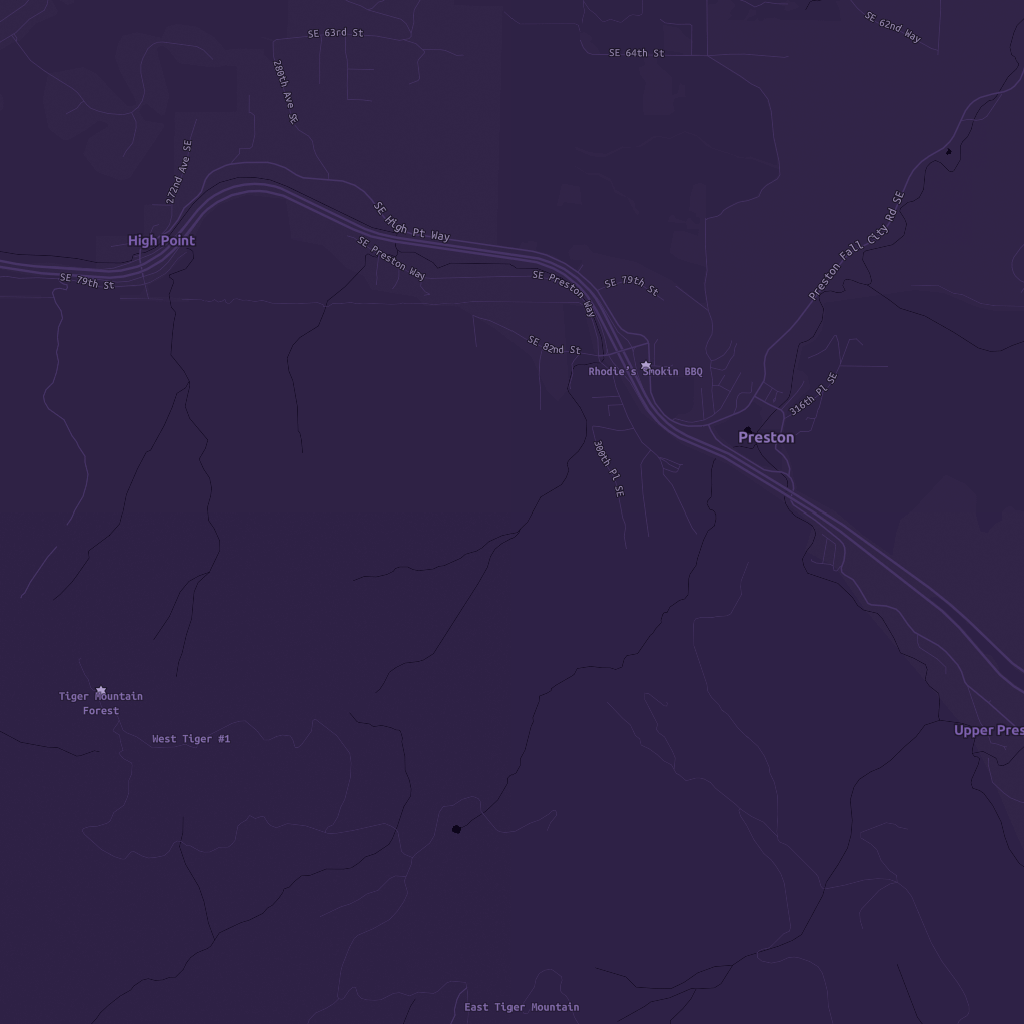 SE 62nd Way
SE 63rd St
SE 64th St
280th Ave SE
272nd Ave SE
SE High Pt Way
Preston Fall City Rd SE
High Point
SE Preston Way
SE 79th St
SE 79th St
SE Preston Way
SE 82nd St
Rhodie's Smokin BBQ
316th Pl SE
Preston
300th Pl SE
Tiger Mountain
Forest
West Tiger #1
Upper Pres
East Tiger Mountain